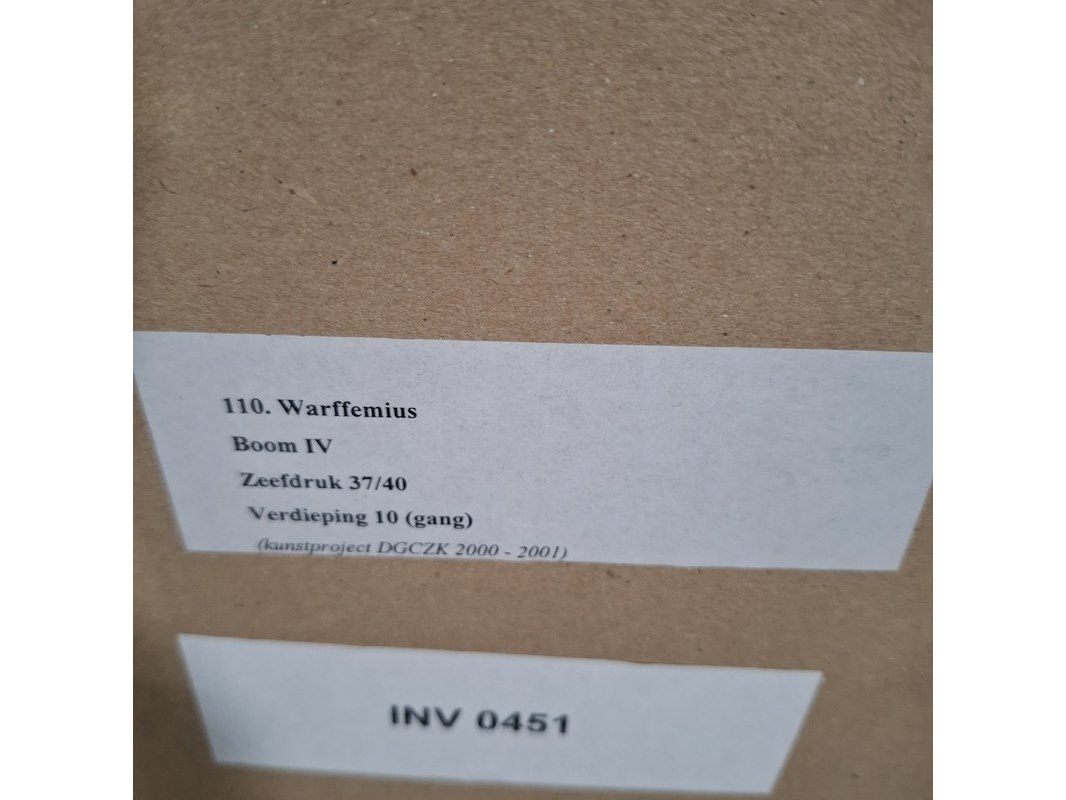 110. Warffemius
Boom IV
Zeefdruk 37/40
Verdieping 10 (gang)
(kunstproject DGCZK 2000 - 2001)
INV 0451